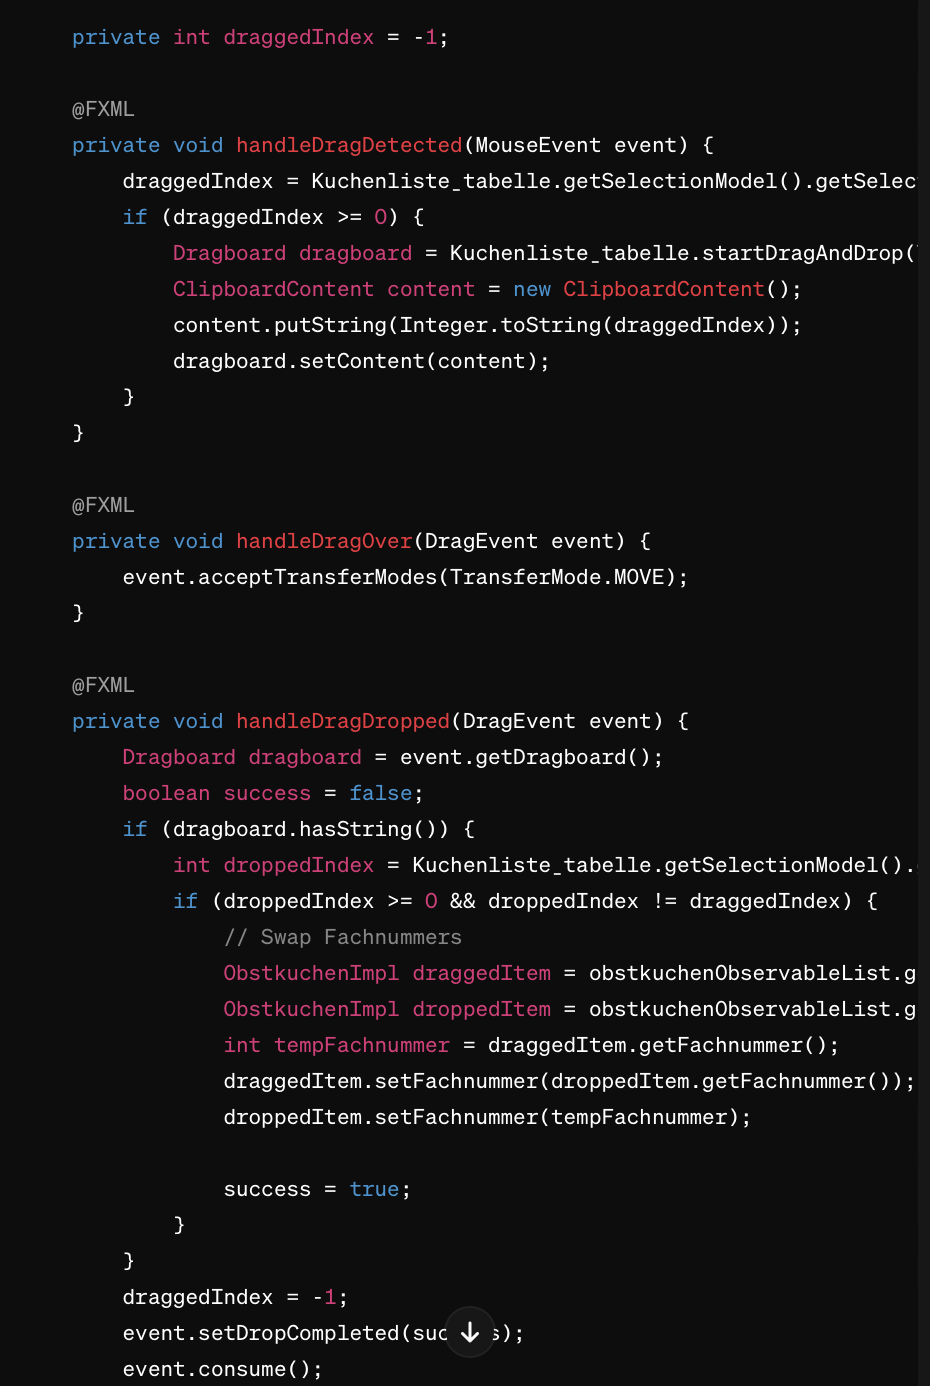 private int draggedIndex = -1;
@FXML
private void handleDragDetected(MouseEvent event) {
draggedIndex = Kuchenliste_tabelle.getSelectionModel().getSelec
if (draggedIndex >= 0) {
Dragboard dragboard = Kuchenliste_tabelle.startDragAndDrop(
ClipboardContent content = new ClipboardContent();
content.putString(Integer.toString(draggedIndex));
dragboard.setContent(content);
}
}
@FXML
private void handleDragOver(DragEvent event) {
event.acceptTransferModes(TransferMode.MOVE);
}
@FXML
private void handleDragDropped(DragEvent event) {
Dragboard dragboard = event.getDragboard();
boolean success = false;
if (dragboard.hasString()) {
int droppedIndex = Kuchenliste_tabelle.getSelectionModel().
if (droppedIndex >= 0 && droppedIndex != draggedIndex) {
// Swap Fachnummers
ObstkuchenImpl draggedItem = obstkuchenObservableList.g
ObstkuchenImpl droppedItem = obstkuchenObservableList.g
int tempFachnummer = draggedItem.getFachnummer();
draggedItem.setFachnummer(droppedItem.getFachnummer());
droppedItem.setFachnummer(tempFachnummer);
success = true;
}
}
draggedIndex = -1;
event.setDropCompleted(suc s);
event.consume();